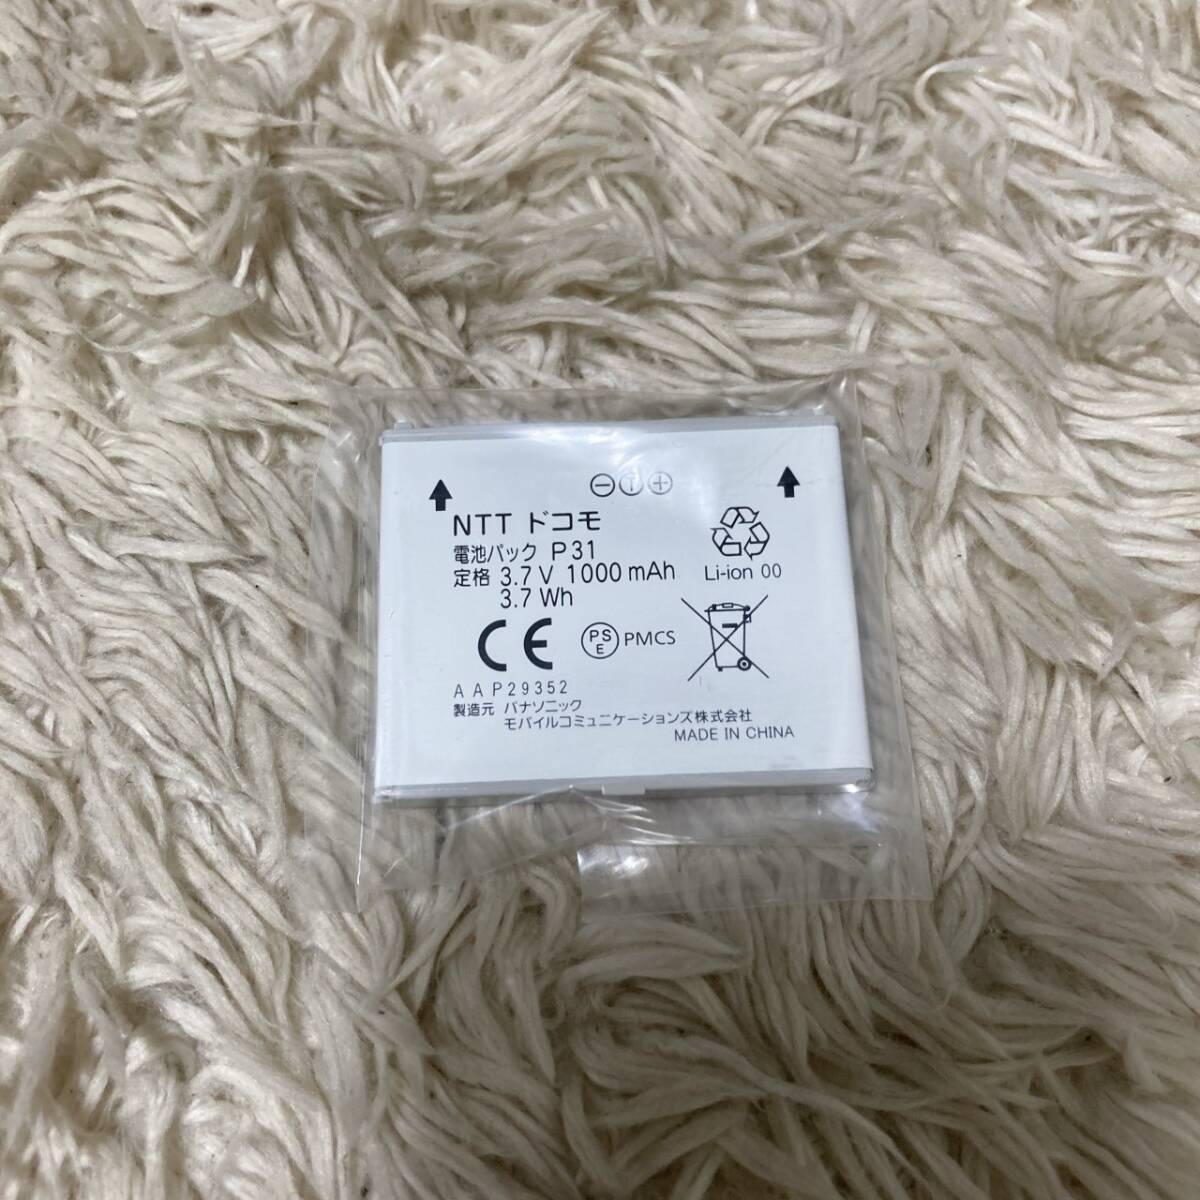 NTT ドコモ
電池パック P31
定格 3.7 V 1000 mAh
3.7 Wh
Li-ion 00
CE
PSE PMCS
AAP29352
製造元 パナソニック
モバイルコミュニケーションズ株式会社
MADE IN CHINA